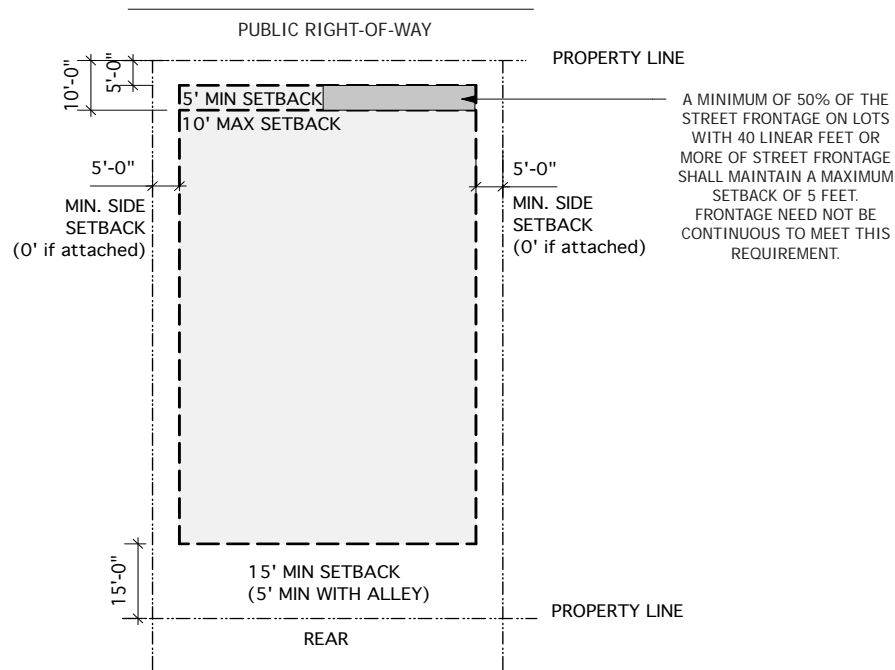 PUBLIC RIGHT-OF-WAY
PROPERTY LINE
10'-0"
5'-0"
5' MIN SETBACK
10' MAX SETBACK
A MINIMUM OF 50% OF THE
STREET FRONTAGE ON LOTS
WITH 40 LINEAR FEET OR
MORE OF STREET FRONTAGE
SHALL MAINTAIN A MAXIMUM
SETBACK OF 5 FEET.
FRONTAGE NEED NOT BE
CONTINUOUS TO MEET THIS
REQUIREMENT.
5'-0"
MIN. SIDE
SETBACK
(0' if attached)
5'-0"
MIN. SIDE
SETBACK
(0' if attached)
15'-0"
15' MIN SETBACK
(5' MIN WITH ALLEY)
PROPERTY LINE
REAR